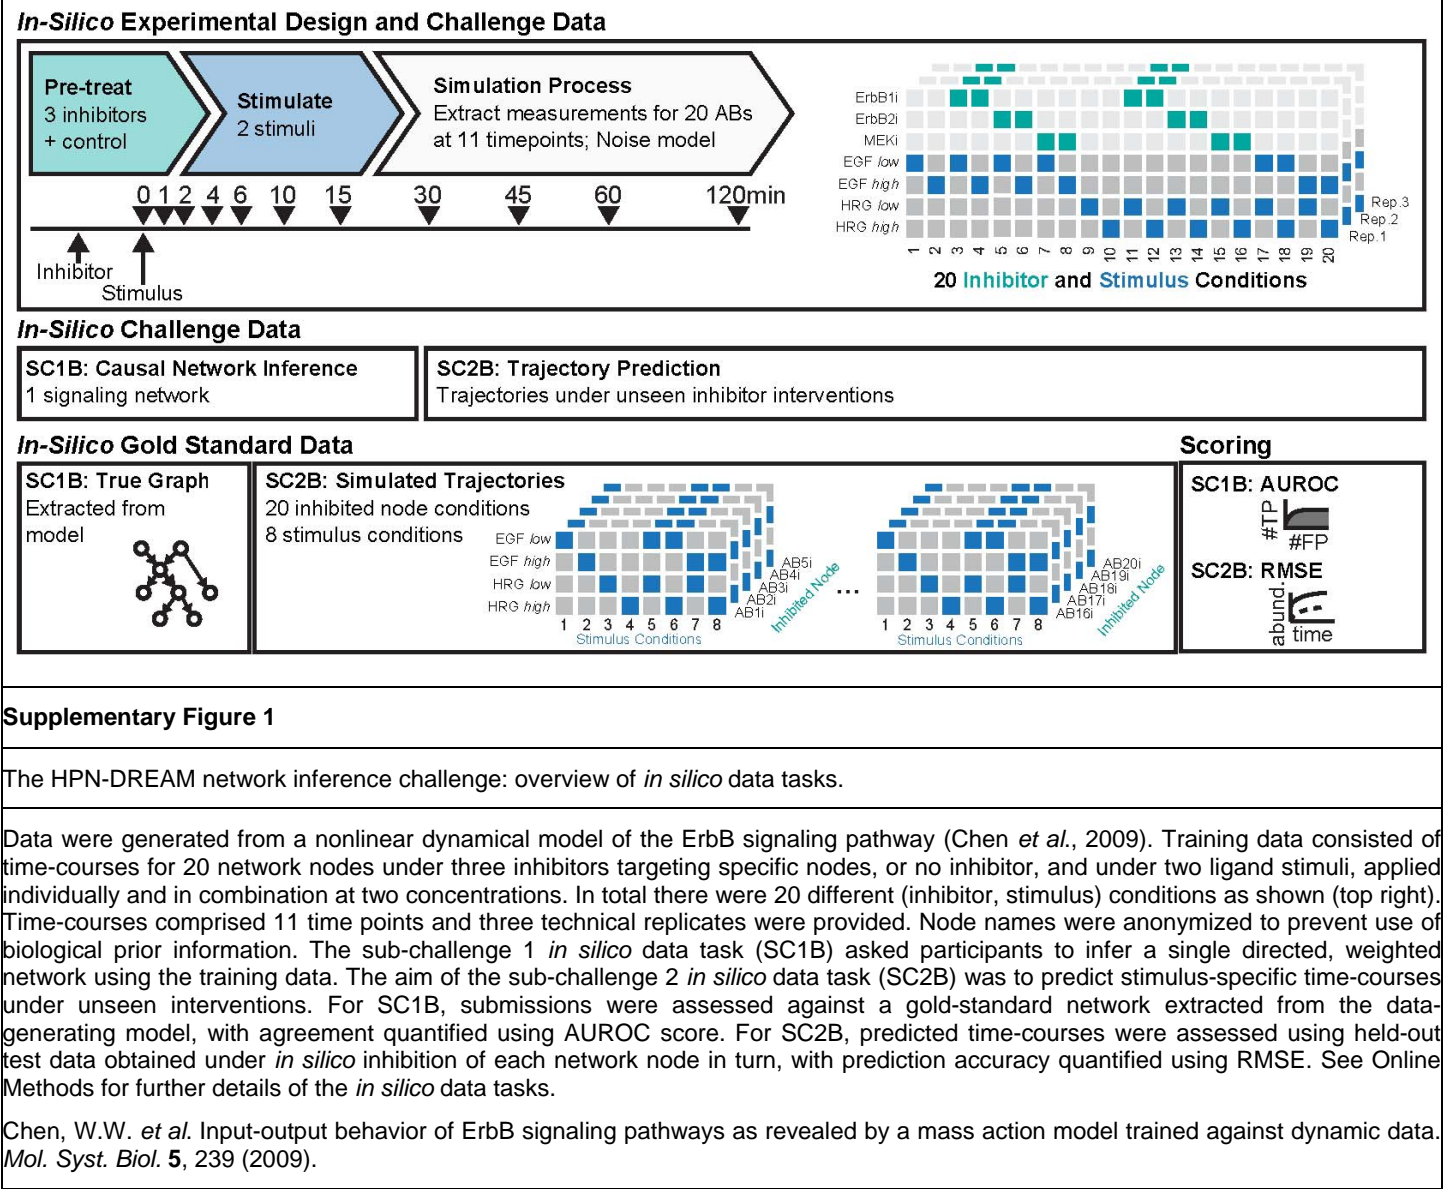 In-Silico Experimental Design and Challenge Data
Pre-treat
3 inhibitors
+ control
Stimulate
2 stimuli
Simulation Process
Extract measurements for 20 ABs
at 11 timepoints; Noise model
0 1 2 4 6 10 15 30 45 60 120min
Inhibitor
Stimulus
ErbB1i
ErbB2i
MEKi
EGF low
EGF high
HRG low
HRG high
Rep.3
Rep.2
Rep.1
1 2 3 4 5 6 7 8 9 10 11 12 13 14 15 16 17 18 19 20
20 Inhibitor and Stimulus Conditions
In-Silico Challenge Data
SC1B: Causal Network Inference
1 signaling network
SC2B: Trajectory Prediction
Trajectories under unseen inhibitor interventions
In-Silico Gold Standard Data
Scoring
SC1B: True Graph
Extracted from
model
SC2B: Simulated Trajectories
20 inhibited node conditions
8 stimulus conditions
EGF low
EGF high
HRG low
HRG high
1 2 3 4 5 6 7 8
Stimulus Conditions
AB5i
AB4i
AB3i
AB2i
AB1i
Inhibited Node
...
1 2 3 4 5 6 7 8
Stimulus Conditions
AB20i
AB19i
AB18i
AB17i
AB16i
Inhibited Node
SC1B: AUROC
#TP
#FP
SC2B: RMSE
abund.
time
Supplementary Figure 1
The HPN-DREAM network inference challenge: overview of in silico data tasks.
Data were generated from a nonlinear dynamical model of the ErbB signaling pathway (Chen et al., 2009). Training data consisted of
time-courses for 20 network nodes under three inhibitors targeting specific nodes, or no inhibitor, and under two ligand stimuli, applied
individually and in combination at two concentrations. In total there were 20 different (inhibitor, stimulus) conditions as shown (top right).
Time-courses comprised 11 time points and three technical replicates were provided. Node names were anonymized to prevent use of
biological prior information. The sub-challenge 1 in silico data task (SC1B) asked participants to infer a single directed, weighted
network using the training data. The aim of the sub-challenge 2 in silico data task (SC2B) was to predict stimulus-specific time-courses
under unseen interventions. For SC1B, submissions were assessed against a gold-standard network extracted from the data-
generating model, with agreement quantified using AUROC score. For SC2B, predicted time-courses were assessed using held-out
test data obtained under in silico inhibition of each network node in turn, with prediction accuracy quantified using RMSE. See Online
Methods for further details of the in silico data tasks.
Chen, W.W. et al. Input-output behavior of ErbB signaling pathways as revealed by a mass action model trained against dynamic data.
Mol. Syst. Biol. 5, 239 (2009).